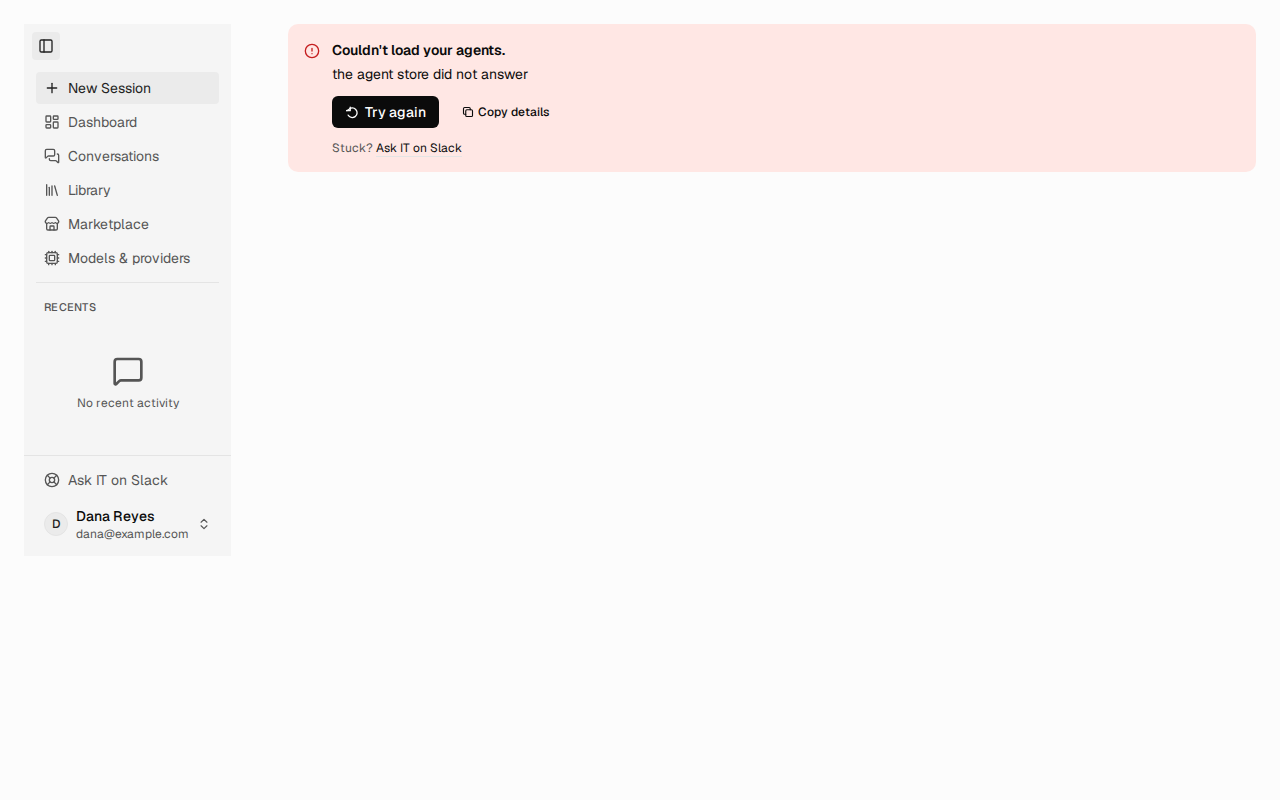 New Session
Dashboard
Conversations
Library
Marketplace
Models & providers
RECENTS
No recent activity
Ask IT on Slack
D
Dana Reyes
dana@example.com
Couldn't load your agents.
the agent store did not answer
Try again
Copy details
Stuck? Ask IT on Slack